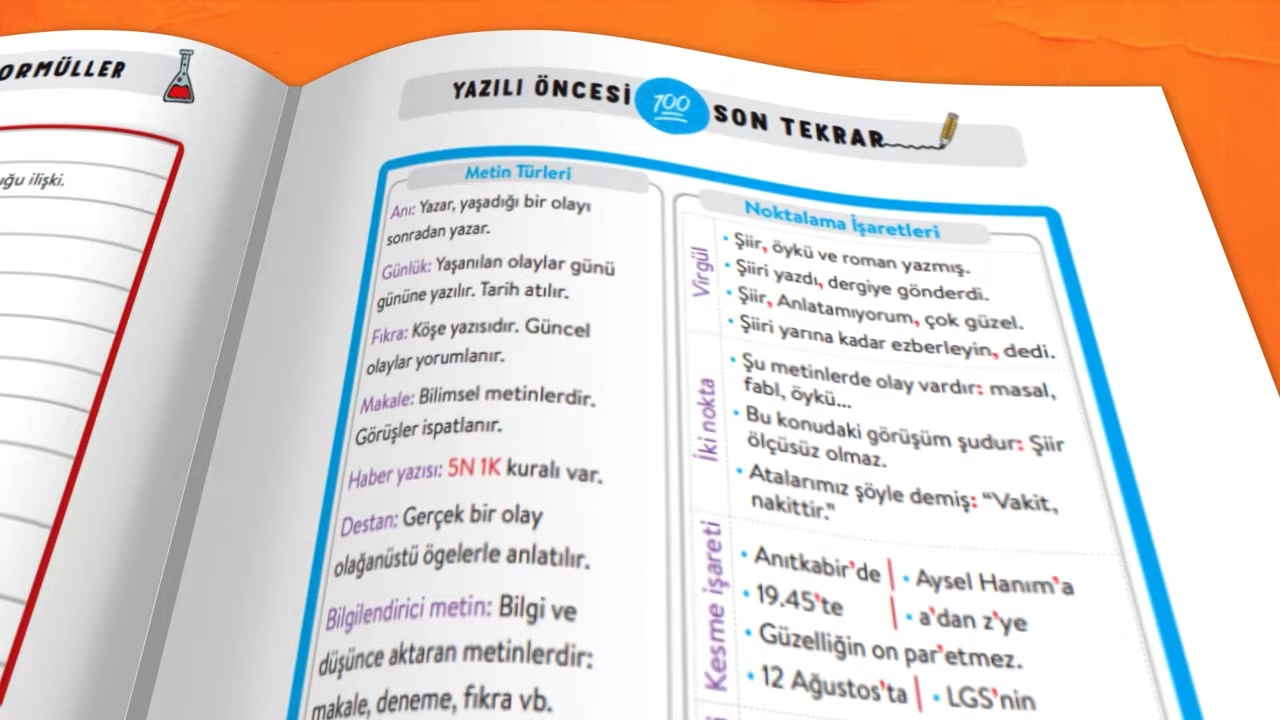 ORMÜLLER
uğu ilişki.
YAZILI ÖNCESİ 100 SON TEKRAR
Metin Türleri
Anı: Yazar, yaşadığı bir olayı
sonradan yazar.
Günlük: Yaşanılan olaylar günü
gününe yazılır. Tarih atılır.
Fıkra: Köşe yazısıdır. Güncel
olaylar yorumlanır.
Makale: Bilimsel metinlerdir.
Görüşler ispatlanır.
Haber yazısı: 5N 1K kuralı var.
Destan: Gerçek bir olay
olağanüstü ögelerle anlatılır.
Bilgilendirici metin: Bilgi ve
düşünce aktaran metinlerdir:
makale, deneme, fıkra vb.
Noktalama İşaretleri
Virgül
• Şiir, öykü ve roman yazmış.
• Şiiri yazdı, dergiye gönderdi.
• Şiir, Anlatamıyorum, çok güzel.
• Şiiri yarına kadar ezberleyin, dedi.
İki nokta
• Şu metinlerde olay vardır: masal,
fabl, öykü...
• Bu konudaki görüşüm şudur: Şiir
ölçüsüz olmaz.
• Atalarımız şöyle demiş: “Vakit,
nakittir.”
Kesme işareti
• Anıtkabir’de | • Aysel Hanım’a
• 19.45’te | • a’dan z’ye
• Güzelliğin on par’etmez.
• 12 Ağustos’ta | • LGS’nin